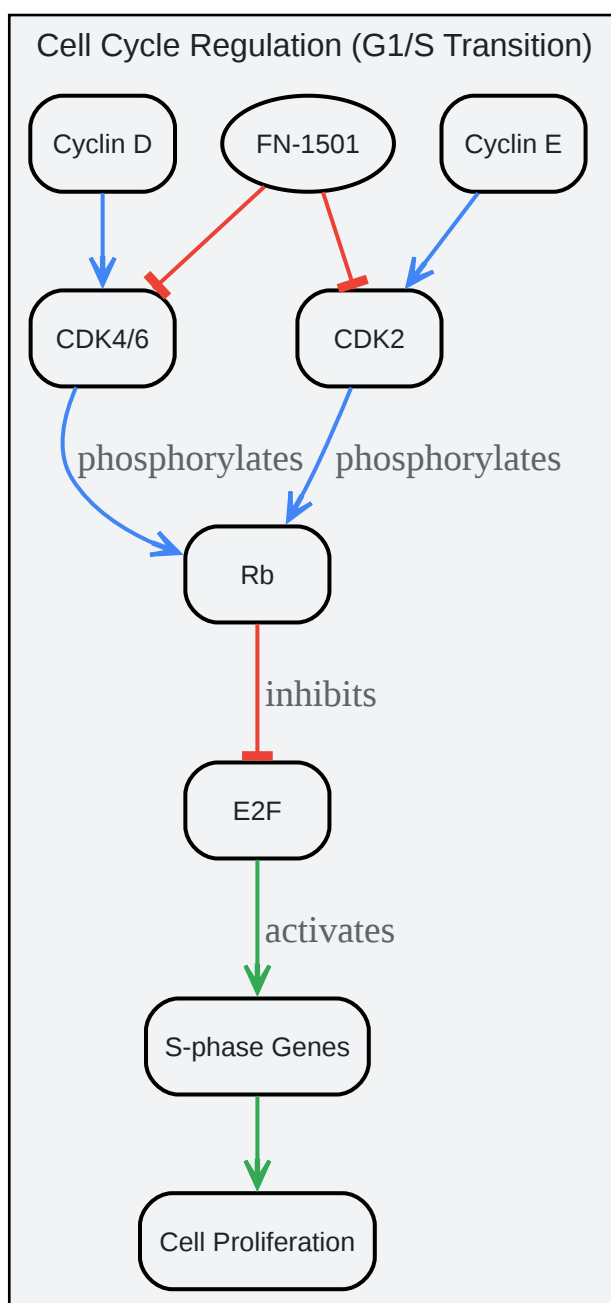 Cell Cycle Regulation (G1/S Transition)
Cyclin D
FN-1501
Cyclin E
CDK4/6
CDK2
phosphorylates
phosphorylates
Rb
inhibits
E2F
activates
S-phase Genes
Cell Proliferation